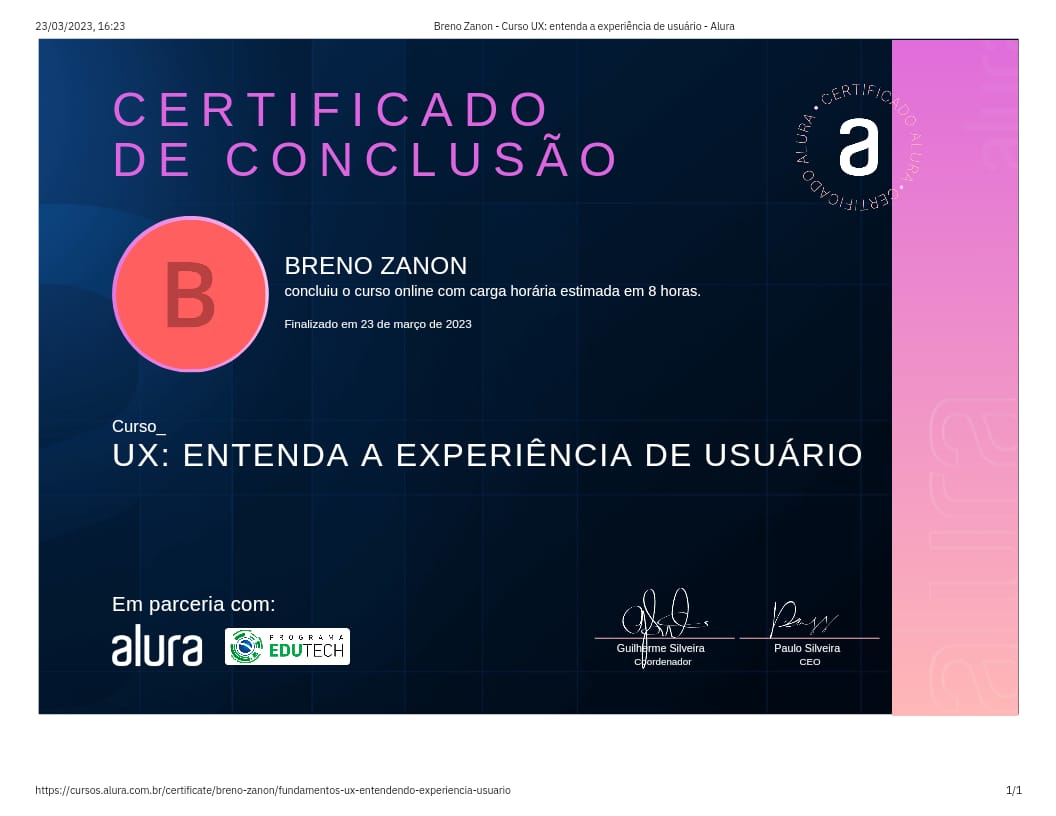 23/03/2023, 16:23
Breno Zanon - Curso UX: entenda a experiência de usuário - Alura
CERTIFICADO
DE CONCLUSÃO
CERTIFICADO ALURA • CERTIFICADO ALURA •
a
B
BRENO ZANON
concluiu o curso online com carga horária estimada em 8 horas.
Finalizado em 23 de março de 2023
Curso_
UX: ENTENDA A EXPERIÊNCIA DE USUÁRIO
Em parceria com:
alura
PROGRAMA
EDUTECH
Guilherme Silveira
Coordenador
Paulo Silveira
CEO
alura
alura
https://cursos.alura.com.br/certificate/breno-zanon/fundamentos-ux-entendendo-experiencia-usuario
1/1